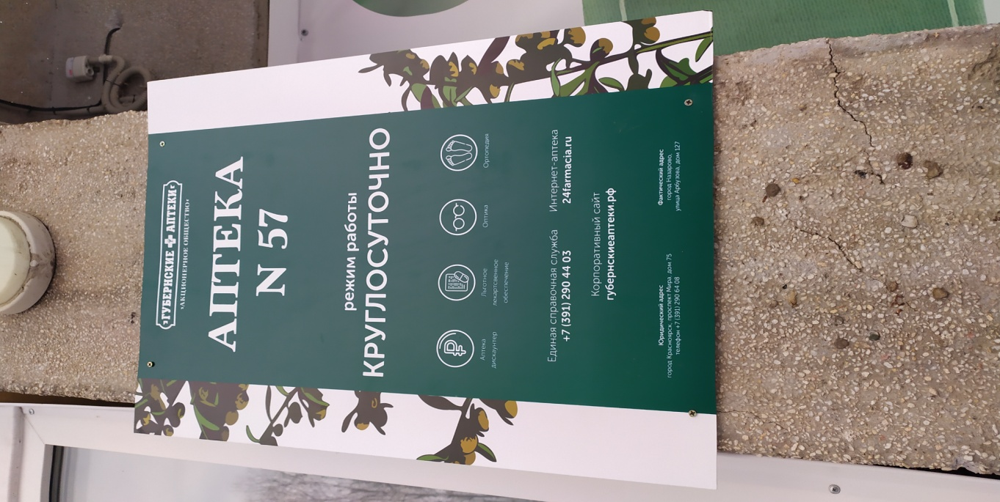 ГУБЕРНСКИЕ АПТЕКИ
АКЦИОНЕРНОЕ ОБЩЕСТВО
АПТЕКА
N 57
режим работы
КРУГЛОСУТОЧНО
Аптека
дискаунтер
Льготное
лекарственное
обеспечение
Оптика
Ортопедия
Единая справочная служба
+7 (391) 290 44 03
Интернет-аптека
24farmacia.ru
Корпоративный сайт
губернскиеаптеки.рф
Юридический адрес
город Красноярск, проспект Мира, дом 75
телефон +7 (391) 290 64 08
Фактический адрес
город Назарово,
улица Арбузова, дом 127